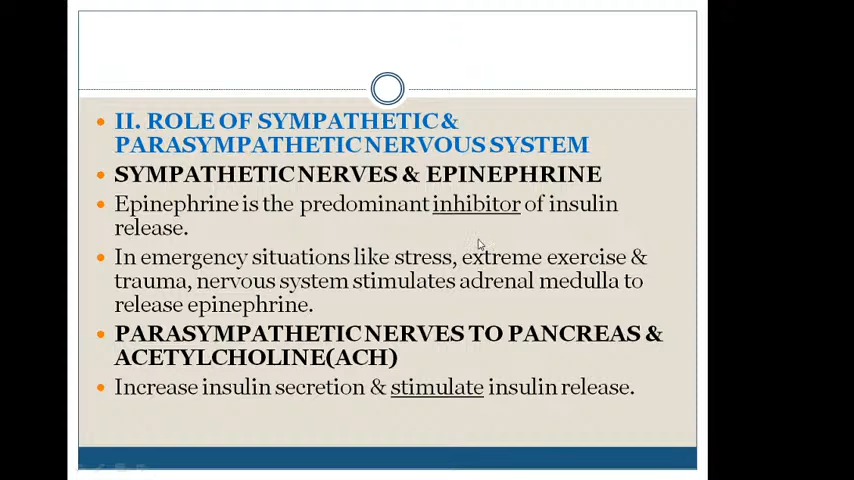 II. ROLE OF SYMPATHETIC &
PARASYMPATHETIC NERVOUS SYSTEM
SYMPATHETIC NERVES & EPINEPHRINE
Epinephrine is the predominant inhibitor of insulin
release.
In emergency situations like stress, extreme exercise &
trauma, nervous system stimulates adrenal medulla to
release epinephrine.
PARASYMPATHETIC NERVES TO PANCREAS &
ACETYLCHOLINE(ACH)
Increase insulin secretion & stimulate insulin release.